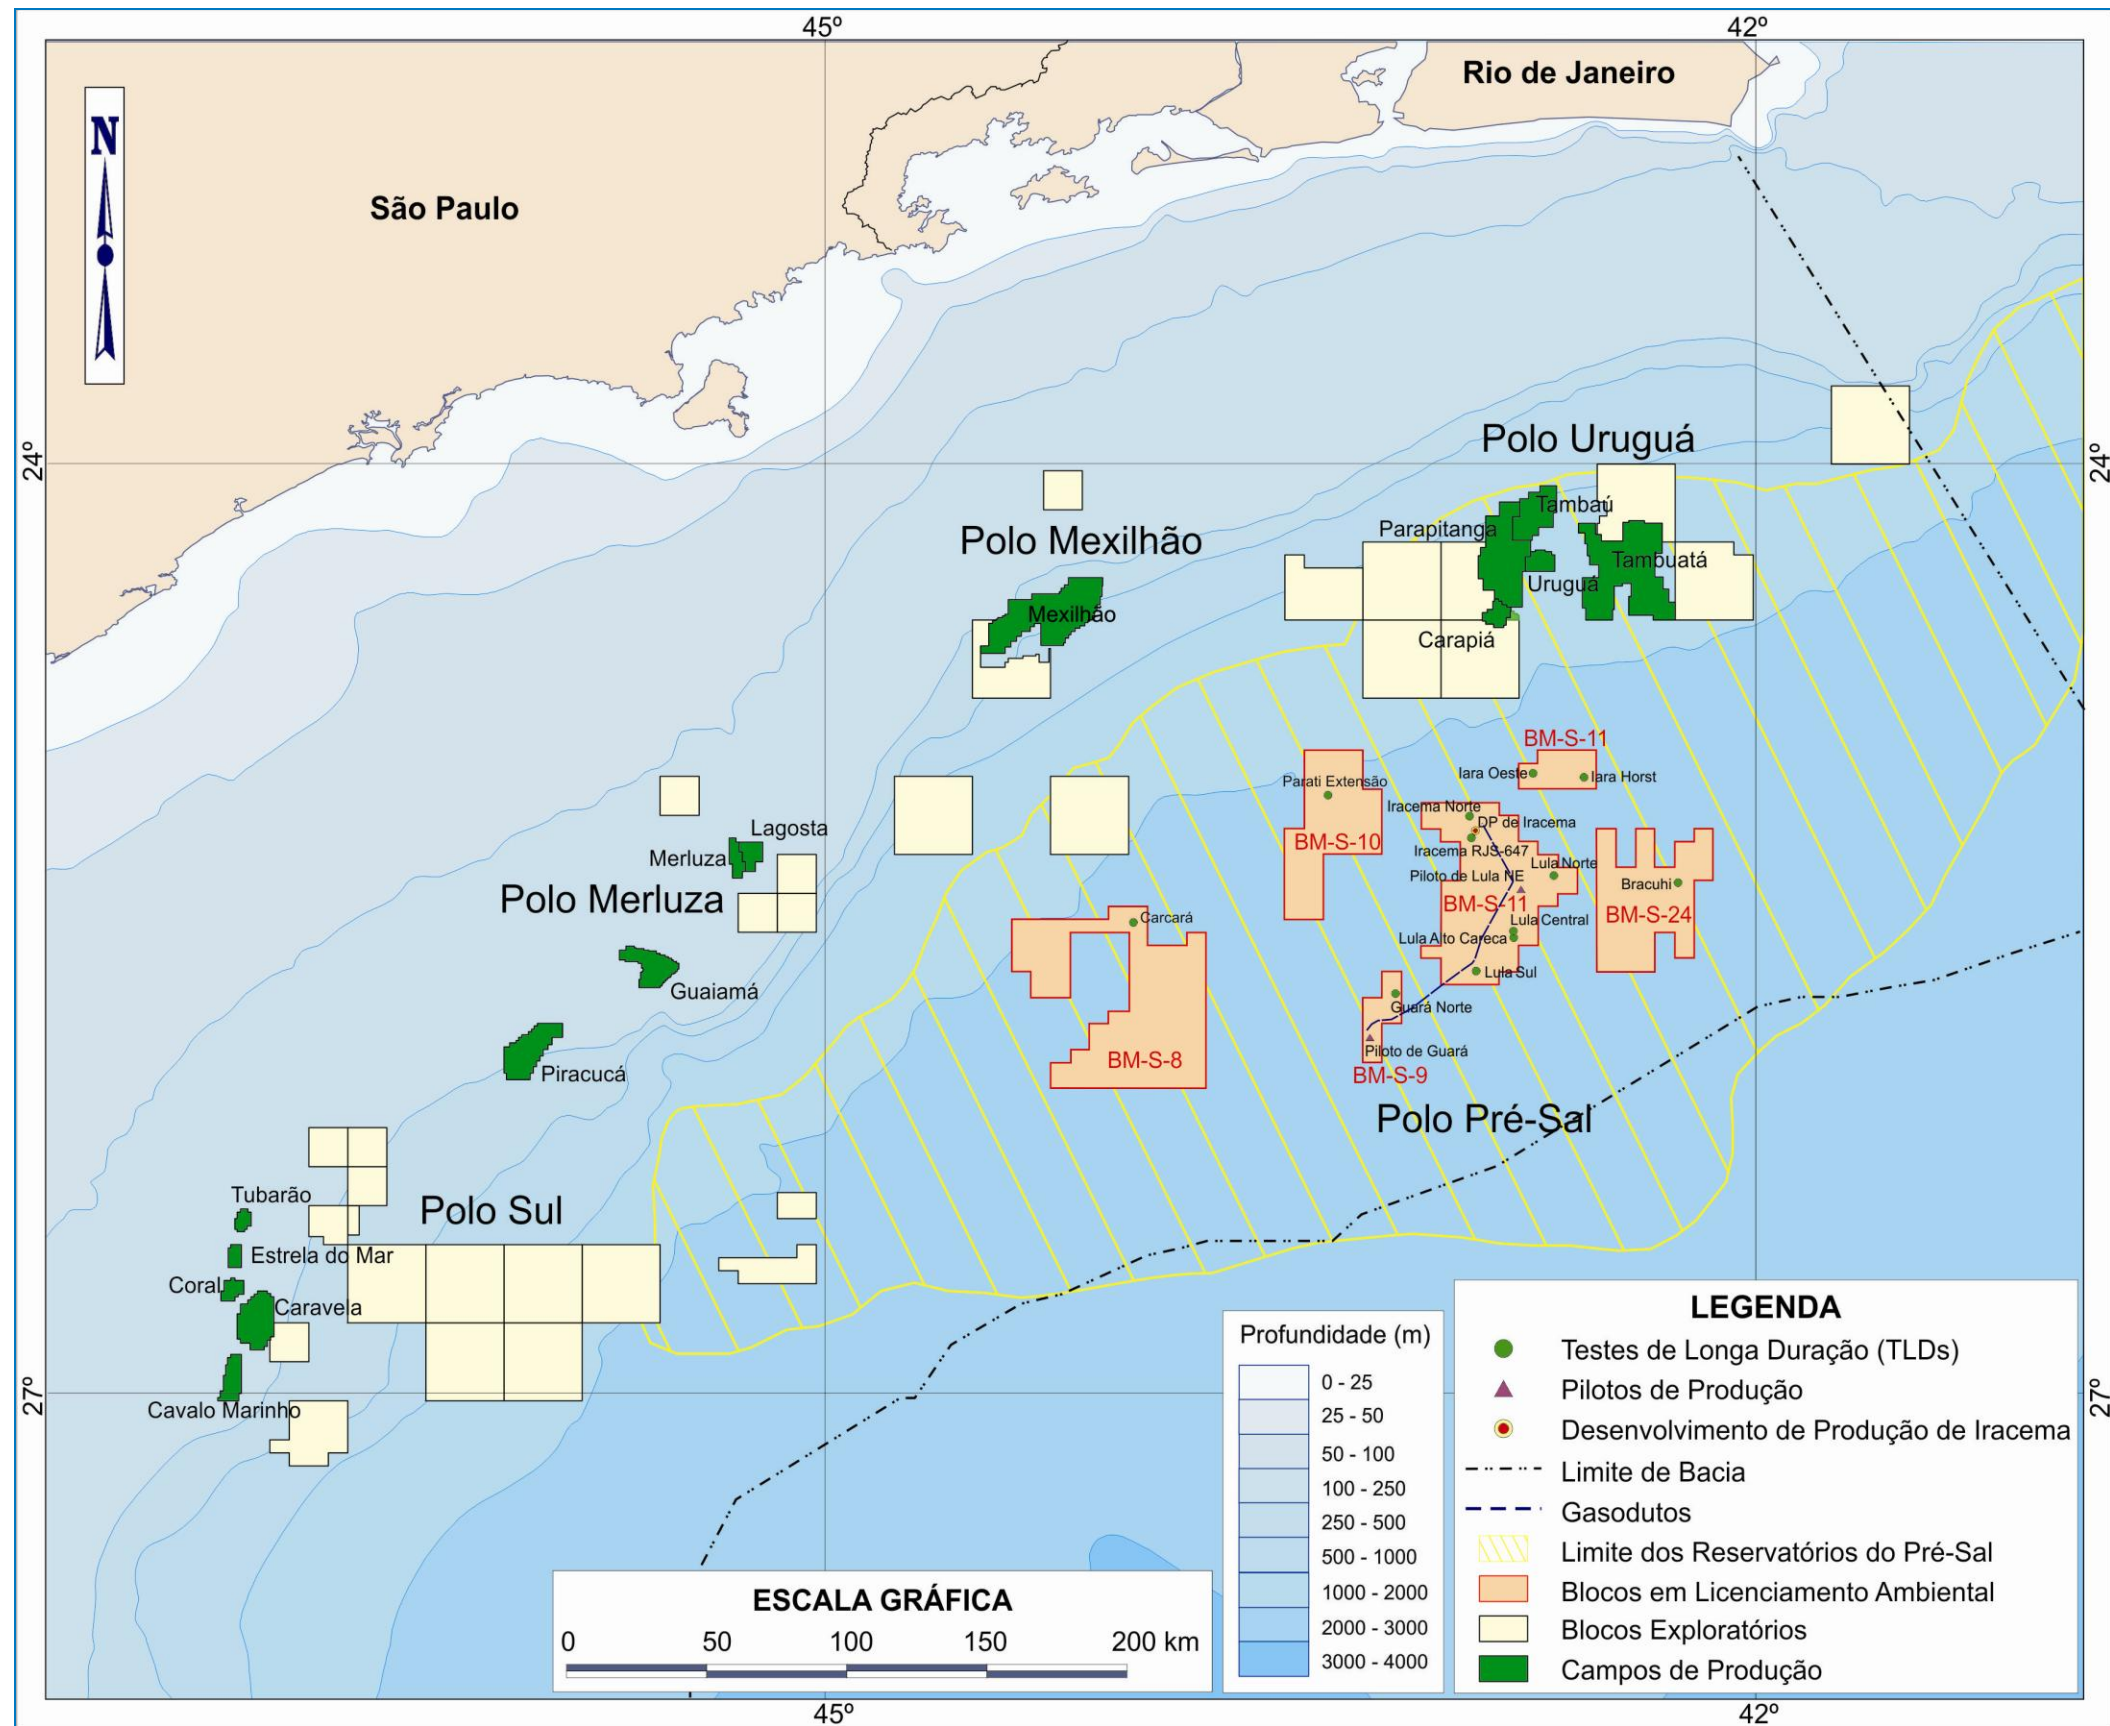 45º
42º
N
Rio de Janeiro
São Paulo
24º
24º
Polo Uruguá
Tambaú
Parapitanga
Polo Mexilhão
Tambuatá
Uruguá
Mexilhão
Carapiá
BM-S-11
Iara Oeste
Iara Horst
Parati Extensão
Iracema Norte
DP de Iracema
Lagosta
BM-S-10
Iracema RJS-647
Merluza
Lula Norte
Piloto de Lula NE
Bracuhi
Polo Merluza
BM-S-11
BM-S-24
Carcará
Lula Central
Lula Alto Careca
Lula Sul
Guaiamá
Guará Norte
Piloto de Guará
BM-S-8
Piracucá
BM-S-9
Polo Pré-Sal
Tubarão
Polo Sul
Estrela do Mar
Coral
Caravela
27º
27º
Cavalo Marinho
Profundidade (m)
0 - 25
25 - 50
50 - 100
100 - 250
250 - 500
500 - 1000
1000 - 2000
2000 - 3000
3000 - 4000
LEGENDA
Testes de Longa Duração (TLDs)
Pilotos de Produção
Desenvolvimento de Produção de Iracema
Limite de Bacia
Gasodutos
Limite dos Reservatórios do Pré-Sal
Blocos em Licenciamento Ambiental
Blocos Exploratórios
Campos de Produção
ESCALA GRÁFICA
0 50 100 150 200 km
45º
42º